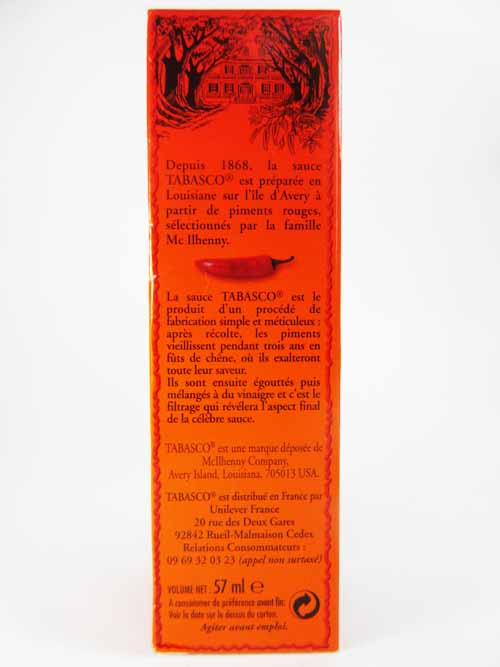 Depuis 1868, la sauce
TABASCO® est préparée en
Louisiane sur l'île d'Avery à
partir de piments rouges,
sélectionnés par la famille
Mc Ilhenny.
La sauce TABASCO® est le
produit d'un procédé de
fabrication simple et méticuleux :
après récolte, les piments
vieillissent pendant trois ans en
fûts de chêne, où ils exalteront
toute leur saveur.
Ils sont ensuite égouttés puis
mélangés à du vinaigre et c'est le
filtrage qui révélera l'aspect final
de la célèbre sauce.
TABASCO® est une marque déposée de
McIlhenny Company,
Avery Island, Louisiana, 705013 USA.
TABASCO® est distribué en France par
Unilever France
20 rue des Deux Gares
92842 Rueil-Malmaison Cedex
Relations Consommateurs :
09 69 32 03 23 (appel non surtaxé)
VOLUME NET : 57 ml ℮
A consommer de préférence avant fin:
Voir la date sur le dessus du carton.
Agiter avant emploi.